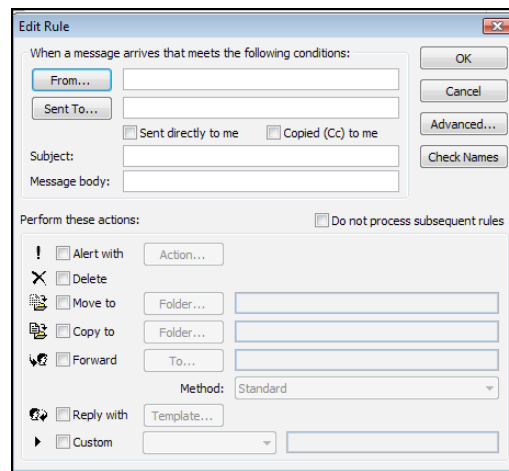 Edit Rule
When a message arrives that meets the following conditions:
OK
From...
Cancel
Sent To...
Sent directly to me
Copied (Cc) to me
Advanced...
Subject:
Check Names
Message body:
Perform these actions:
Do not process subsequent rules
Alert with
Action...
Delete
Move to
Folder...
Copy to
Folder...
Forward
To...
Method:
Standard
Reply with
Template...
Custom